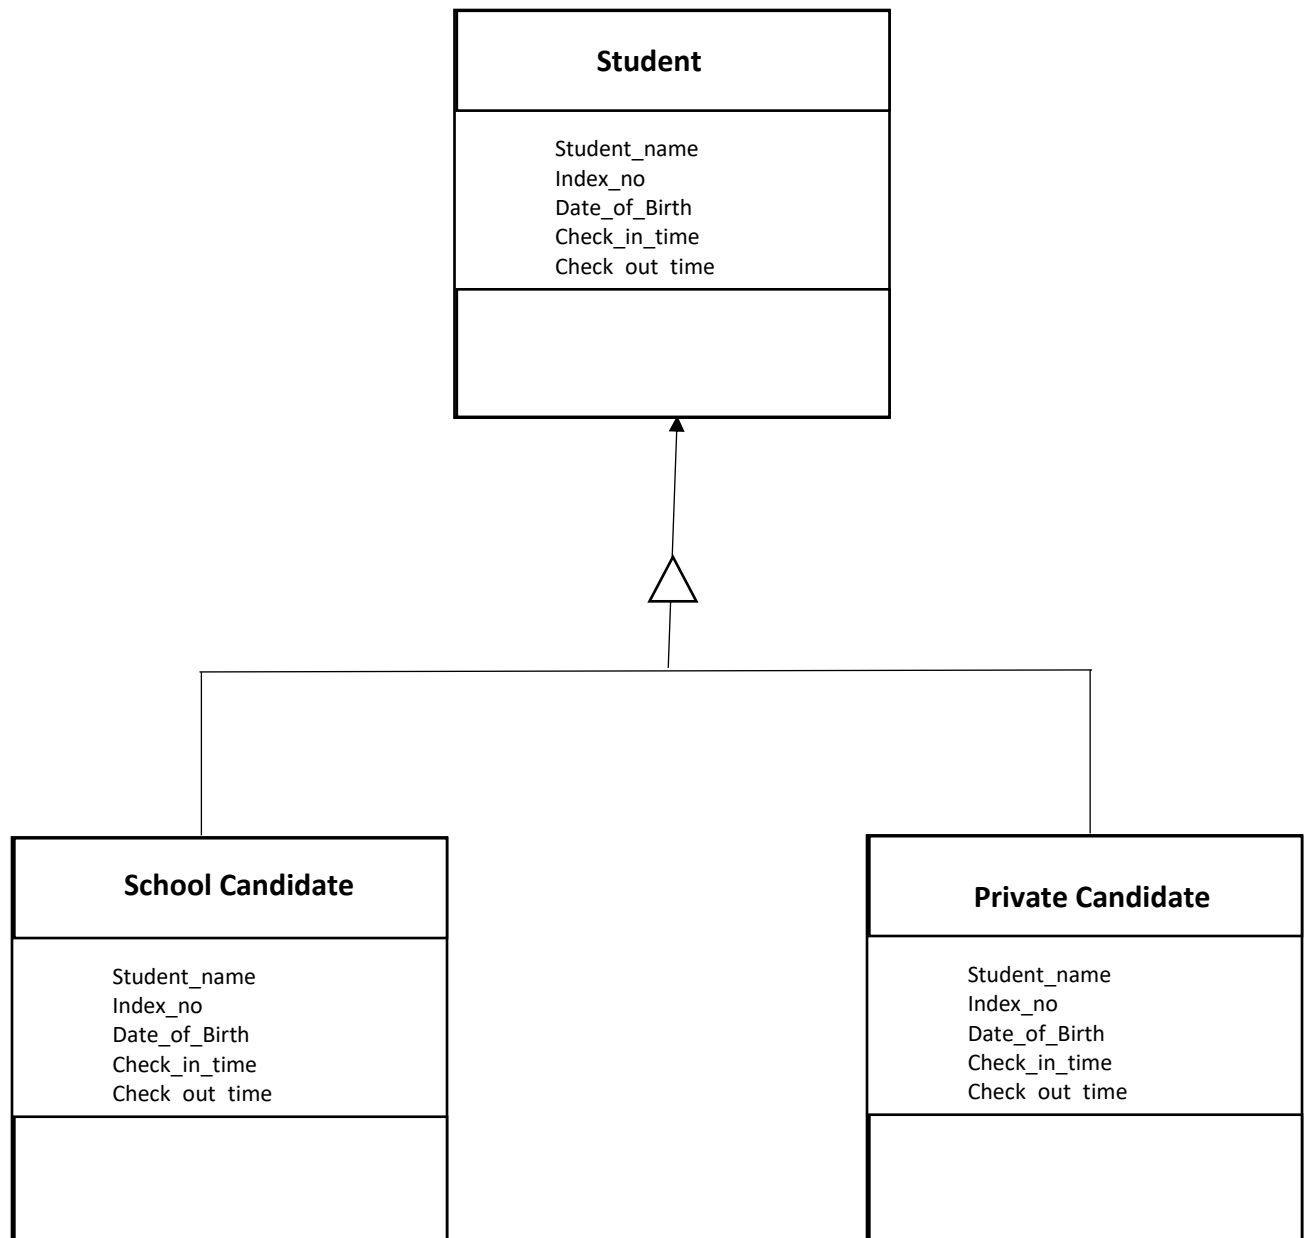 Student
Student_name
Index_no
Date_of_Birth
Check_in_time
Check out time
School Candidate
Student_name
Index_no
Date_of_Birth
Check_in_time
Check out time
Private Candidate
Student_name
Index_no
Date_of_Birth
Check_in_time
Check out time